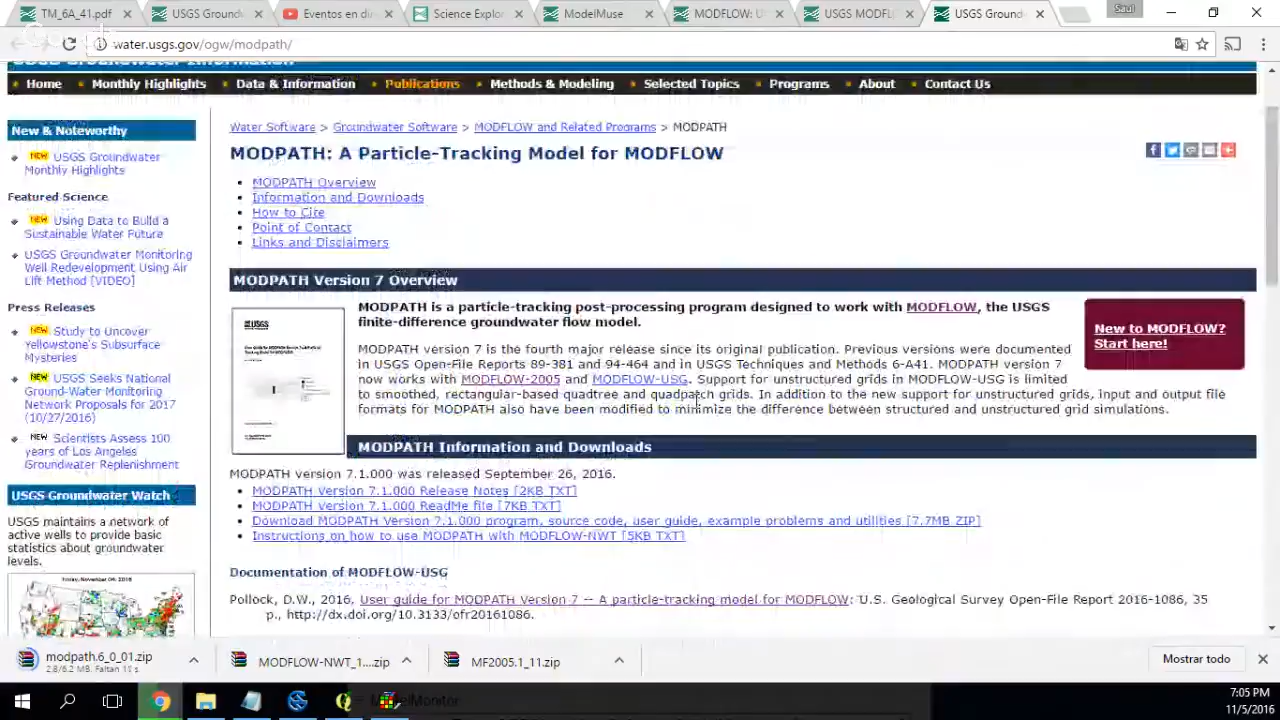 TM_6A_41.pdf
USGS Ground
Eventos en di
Science Explo
ModelMuse
MODFLOW: U
USGS MODFL
USGS Ground
Saul
water.usgs.gov/ogw/modpath/
Home
Monthly Highlights
Data & Information
Publications
Methods & Modeling
Selected Topics
Programs
About
Contact Us
New & Noteworthy
NEW USGS Groundwater
Monthly Highlights
Featured Science
NEW Using Data to Build a
Sustainable Water Future
USGS Groundwater Monitoring
Well Redevelopment Using Air
Lift Method [VIDEO]
Press Releases
NEW Study to Uncover
Yellowstone's Subsurface
Mysteries
NEW USGS Seeks National
Ground-Water Monitoring
Network Proposals for 2017
(10/27/2016)
NEW Scientists Assess 100
years of Los Angeles
Groundwater Replenishment
USGS Groundwater Watch
USGS maintains a network of
active wells to provide basic
statistics about groundwater
levels.
Friday, November 04, 2016
Water Software > Groundwater Software > MODFLOW and Related Programs > MODPATH
MODPATH: A Particle-Tracking Model for MODFLOW
MODPATH Overview
Information and Downloads
How to Cite
Point of Contact
Links and Disclaimers
MODPATH Version 7 Overview
USGS
MODPATH is a particle-tracking post-processing program designed to work with MODFLOW, the USGS
finite-difference groundwater flow model.
New to MODFLOW?
Start here!
MODPATH version 7 is the fourth major release since its original publication. Previous versions were documented
in USGS Open-File Reports 89-381 and 94-464 and in USGS Techniques and Methods 6-A41. MODPATH version 7
now works with MODFLOW-2005 and MODFLOW-USG. Support for unstructured grids in MODFLOW-USG is limited
to smoothed, rectangular-based quadtree and quadpatch grids. In addition to the new support for unstructured grids, input and output file
formats for MODPATH also have been modified to minimize the difference between structured and unstructured grid simulations.
MODPATH Information and Downloads
MODPATH version 7.1.000 was released September 26, 2016.
MODPATH Version 7.1.000 Release Notes [2KB TXT]
MODPATH Version 7.1.000 ReadMe file [7KB TXT]
Download MODPATH Version 7.1.000 program, source code, user guide, example problems and utilities [7.7MB ZIP]
Instructions on how to use MODPATH with MODFLOW-NWT [5KB TXT]
Documentation of MODFLOW-USG
Pollock, D.W., 2016, User guide for MODPATH Version 7 -- A particle-tracking model for MODFLOW: U.S. Geological Survey Open-File Report 2016-1086, 35
p., http://dx.doi.org/10.3133/ofr20161086.
modpath.6_0_01.zip
2.8/6.2 MB. Faltan 11 s
MODFLOW-NWT_1....zip
MF2005.1_11.zip
Mostrar todo
ModelMonitor
7:05 PM
11/5/2016